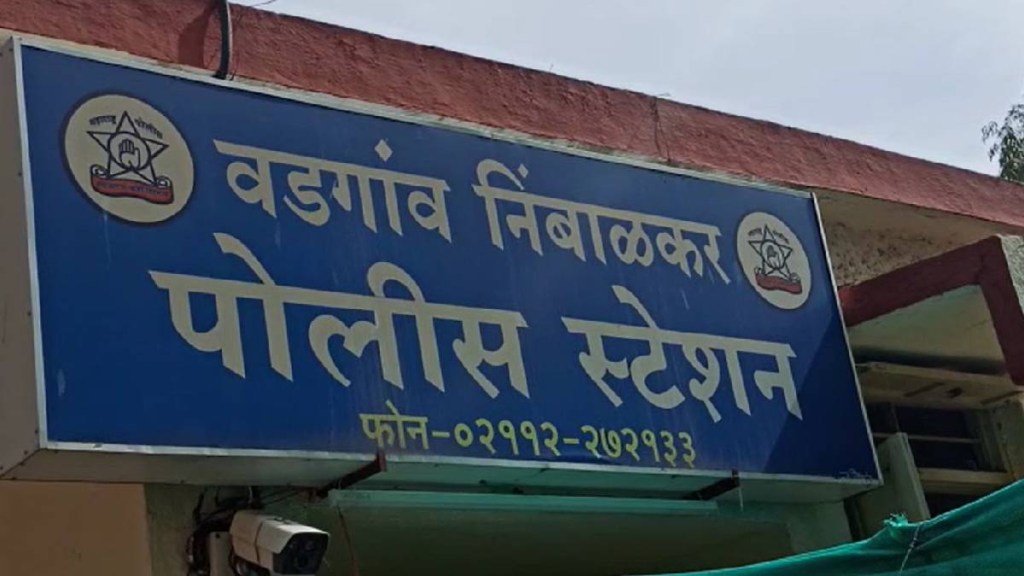 वडगांव निंबाळकर
पोलीस स्टेशन
फोन-०२११२-२७२१३३